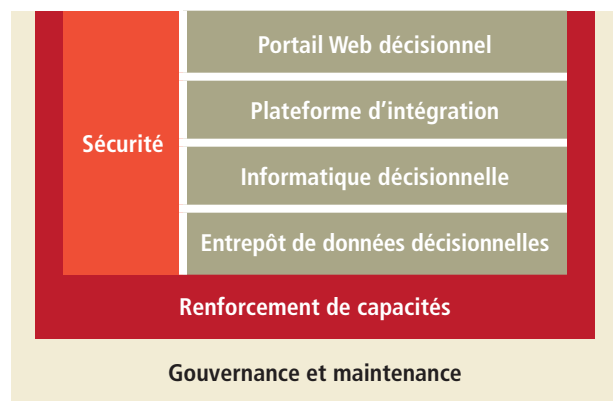 Portail Web décisionnel
Plateforme d’intégration
Sécurité
Informatique décisionnelle
Entrepôt de données décisionnelles
Renforcement de capacités
Gouvernance et maintenance